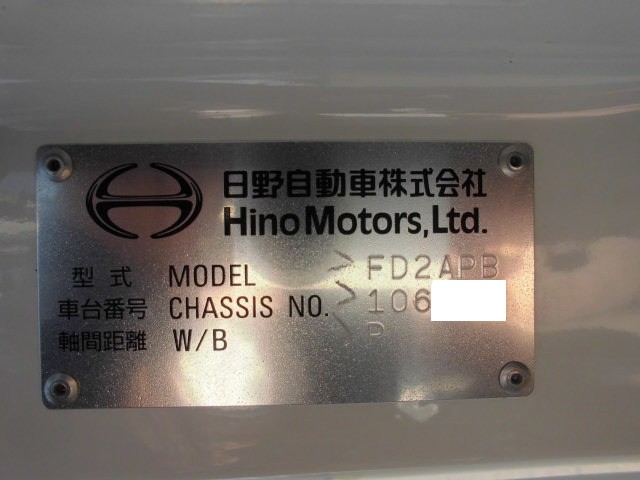 日野自動車株式会社
Hino Motors, Ltd.
型式 MODEL FD2APB
車台番号 CHASSIS NO. 106
軸間距離 W/B P